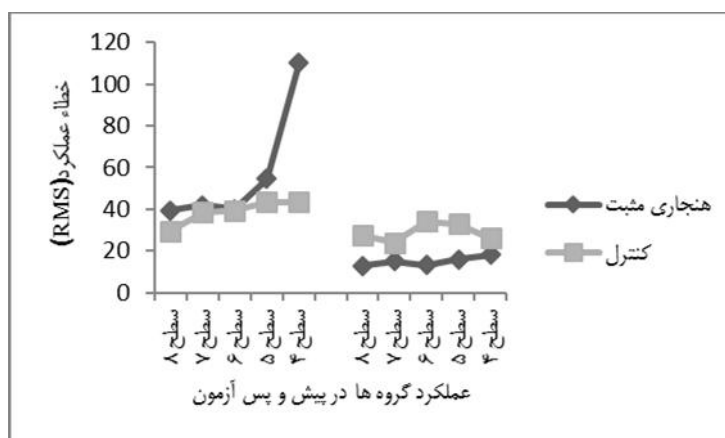 120
100
80
60
40
20
0
خطاء عملکرد(RMS)
سطح ۸
سطح ۷
سطح ۶
سطح ۵
سطح ۴
سطح ۸
سطح ۷
سطح ۶
سطح ۵
سطح ۴
عملکرد گروه ها در پیش و پس آزمون
هنجاری مثبت
کنترل